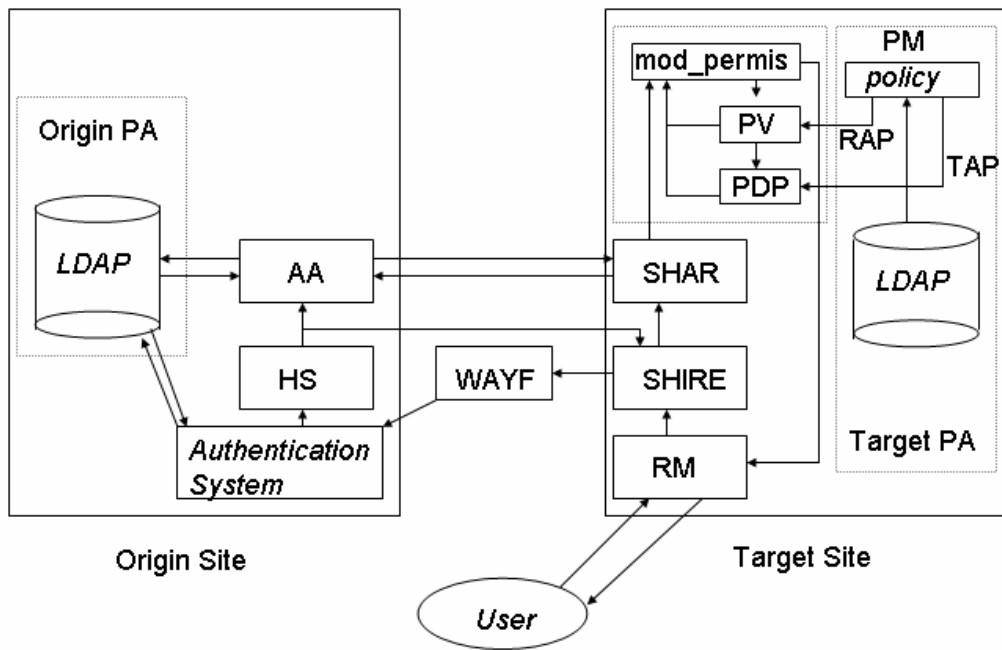 PM
mod_permis
policy
Origin PA
PV
RAP
TAP
PDP
LDAP
AA
SHAR
LDAP
HS
WAYF
SHIRE
Authentication
System
RM
Target PA
Origin Site
Target Site
User